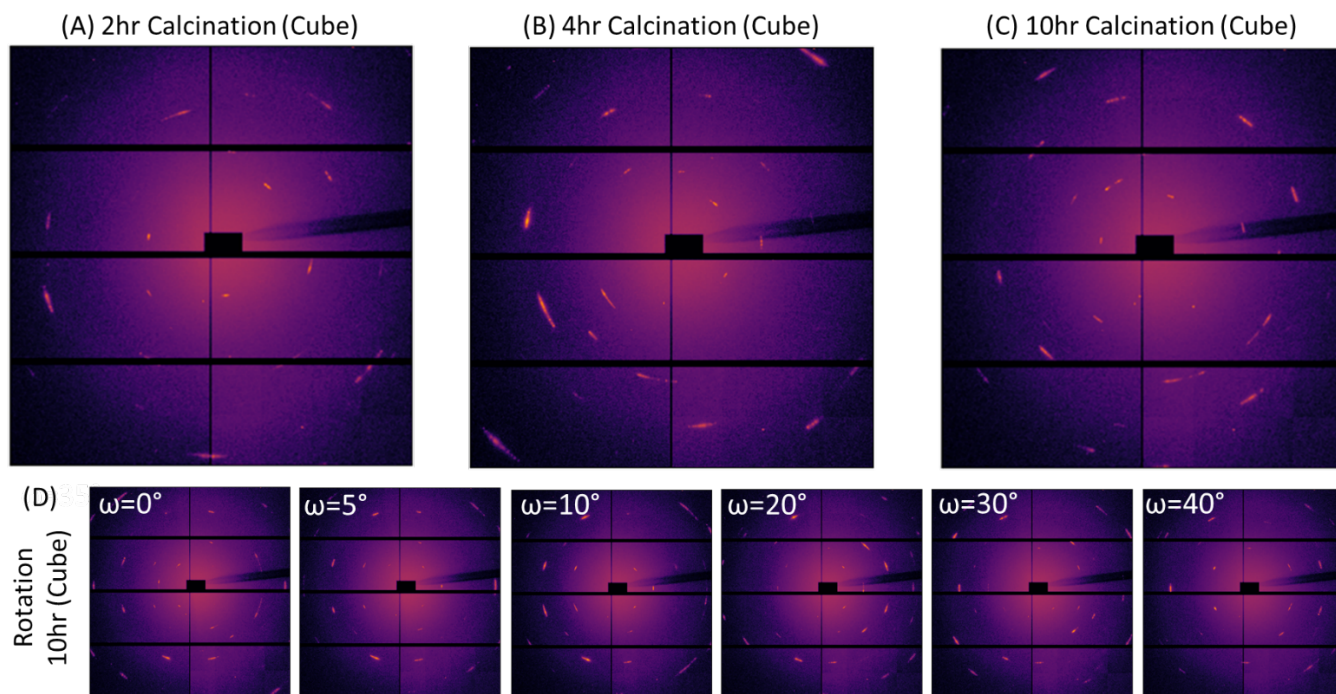 (A) 2hr Calcination (Cube)
(B) 4hr Calcination (Cube)
(C) 10hr Calcination (Cube)
(D)
ω=0°
ω=5°
ω=10°
ω=20°
ω=30°
ω=40°
Rotation
10hr (Cube)